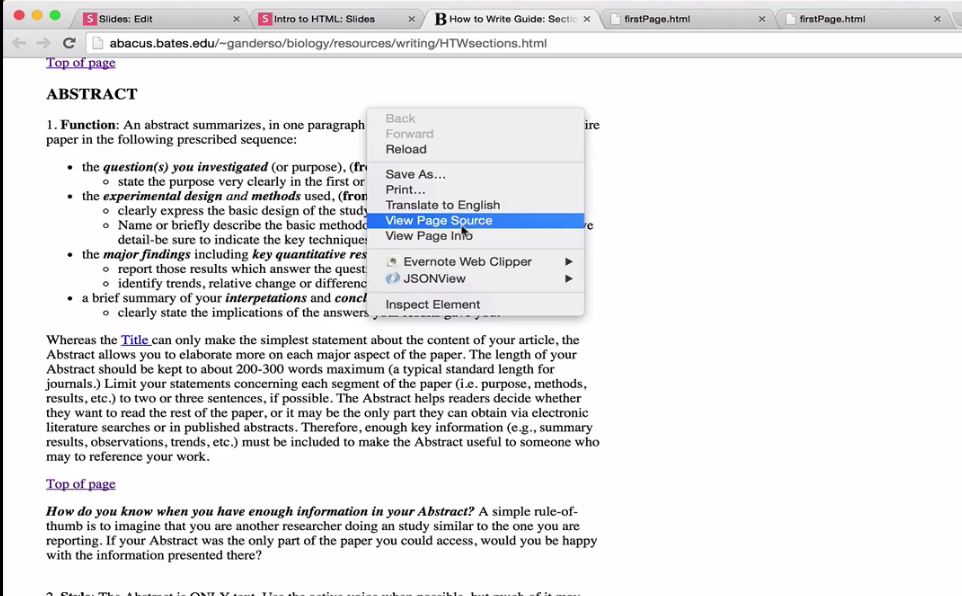 Slides: Edit
Intro to HTML: Slides
B How to Write Guide: Sectio
firstPage.html
firstPage.html
abacus.bates.edu/~ganderso/biology/resources/writing/HTWsections.html
Top of page
ABSTRACT
1. Function: An abstract summarizes, in one paragraph ire
paper in the following prescribed sequence:
• the question(s) you investigated (or purpose), (fr
state the purpose very clearly in the first or
• the experimental design and methods used, (fron
clearly express the basic design of the study
Name or briefly describe the basic methodo e
detail-be sure to indicate the key techniques
• the major findings including key quantitative res
report those results which answer the quest
identify trends, relative change or differenc
• a brief summary of your interpetations and concl
clearly state the implications of the answers your results gave you.
Back
Forward
Reload
Save As...
Print...
Translate to English
View Page Source
View Page Info
Evernote Web Clipper
JSONView
Inspect Element
Whereas the Title can only make the simplest statement about the content of your article, the
Abstract allows you to elaborate more on each major aspect of the paper. The length of your
Abstract should be kept to about 200-300 words maximum (a typical standard length for
journals.) Limit your statements concerning each segment of the paper (i.e. purpose, methods,
results, etc.) to two or three sentences, if possible. The Abstract helps readers decide whether
they want to read the rest of the paper, or it may be the only part they can obtain via electronic
literature searches or in published abstracts. Therefore, enough key information (e.g., summary
results, observations, trends, etc.) must be included to make the Abstract useful to someone who
may to reference your work.
Top of page
How do you know when you have enough information in your Abstract? A simple rule-of-
thumb is to imagine that you are another researcher doing an study similar to the one you are
reporting. If your Abstract was the only part of the paper you could access, would you be happy
with the information presented there?
2. Style: The Abstract is ONLY text. Use the active voice when possible, but much of it may